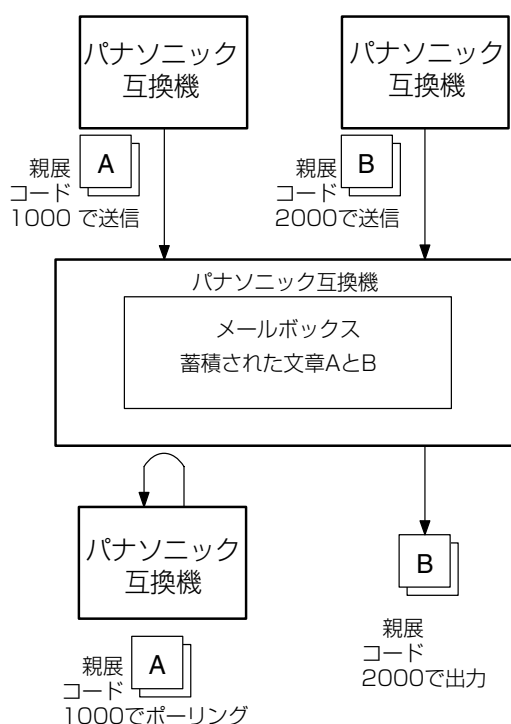 パナソニック
互換機
パナソニック
互換機
A
親展
コード
1000 で送信
B
親展
コード
2000で送信
パナソニック互換機
メールボックス
蓄積された文章AとB
パナソニック
互換機
A
親展
コード
1000でポーリング
B
親展
コード
2000で出力